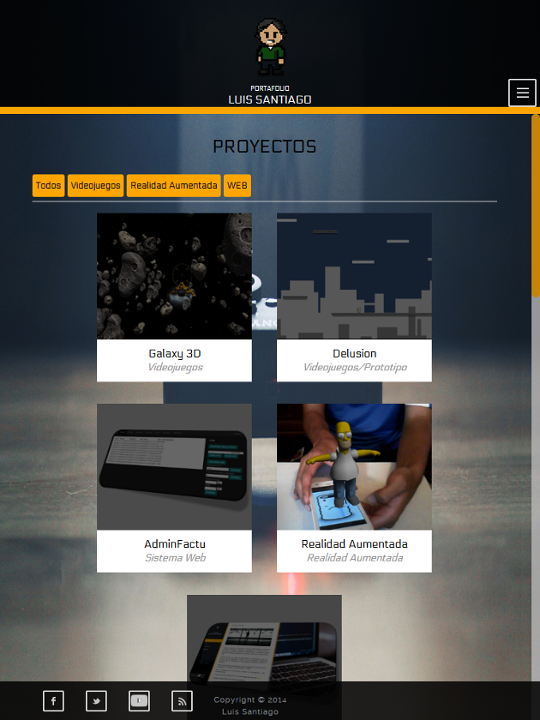 PORTAFOLIO
LUIS SANTIAGO
PROYECTOS
Todos Videojuegos Realidad Aumentada WEB
Galaxy 3D
Videojuegos
Delusion
Videojuegos/Prototipo
AdminFactu
Sistema Web
Realidad Aumentada
Realidad Aumentada
Copyright © 2014
Luis Santiago